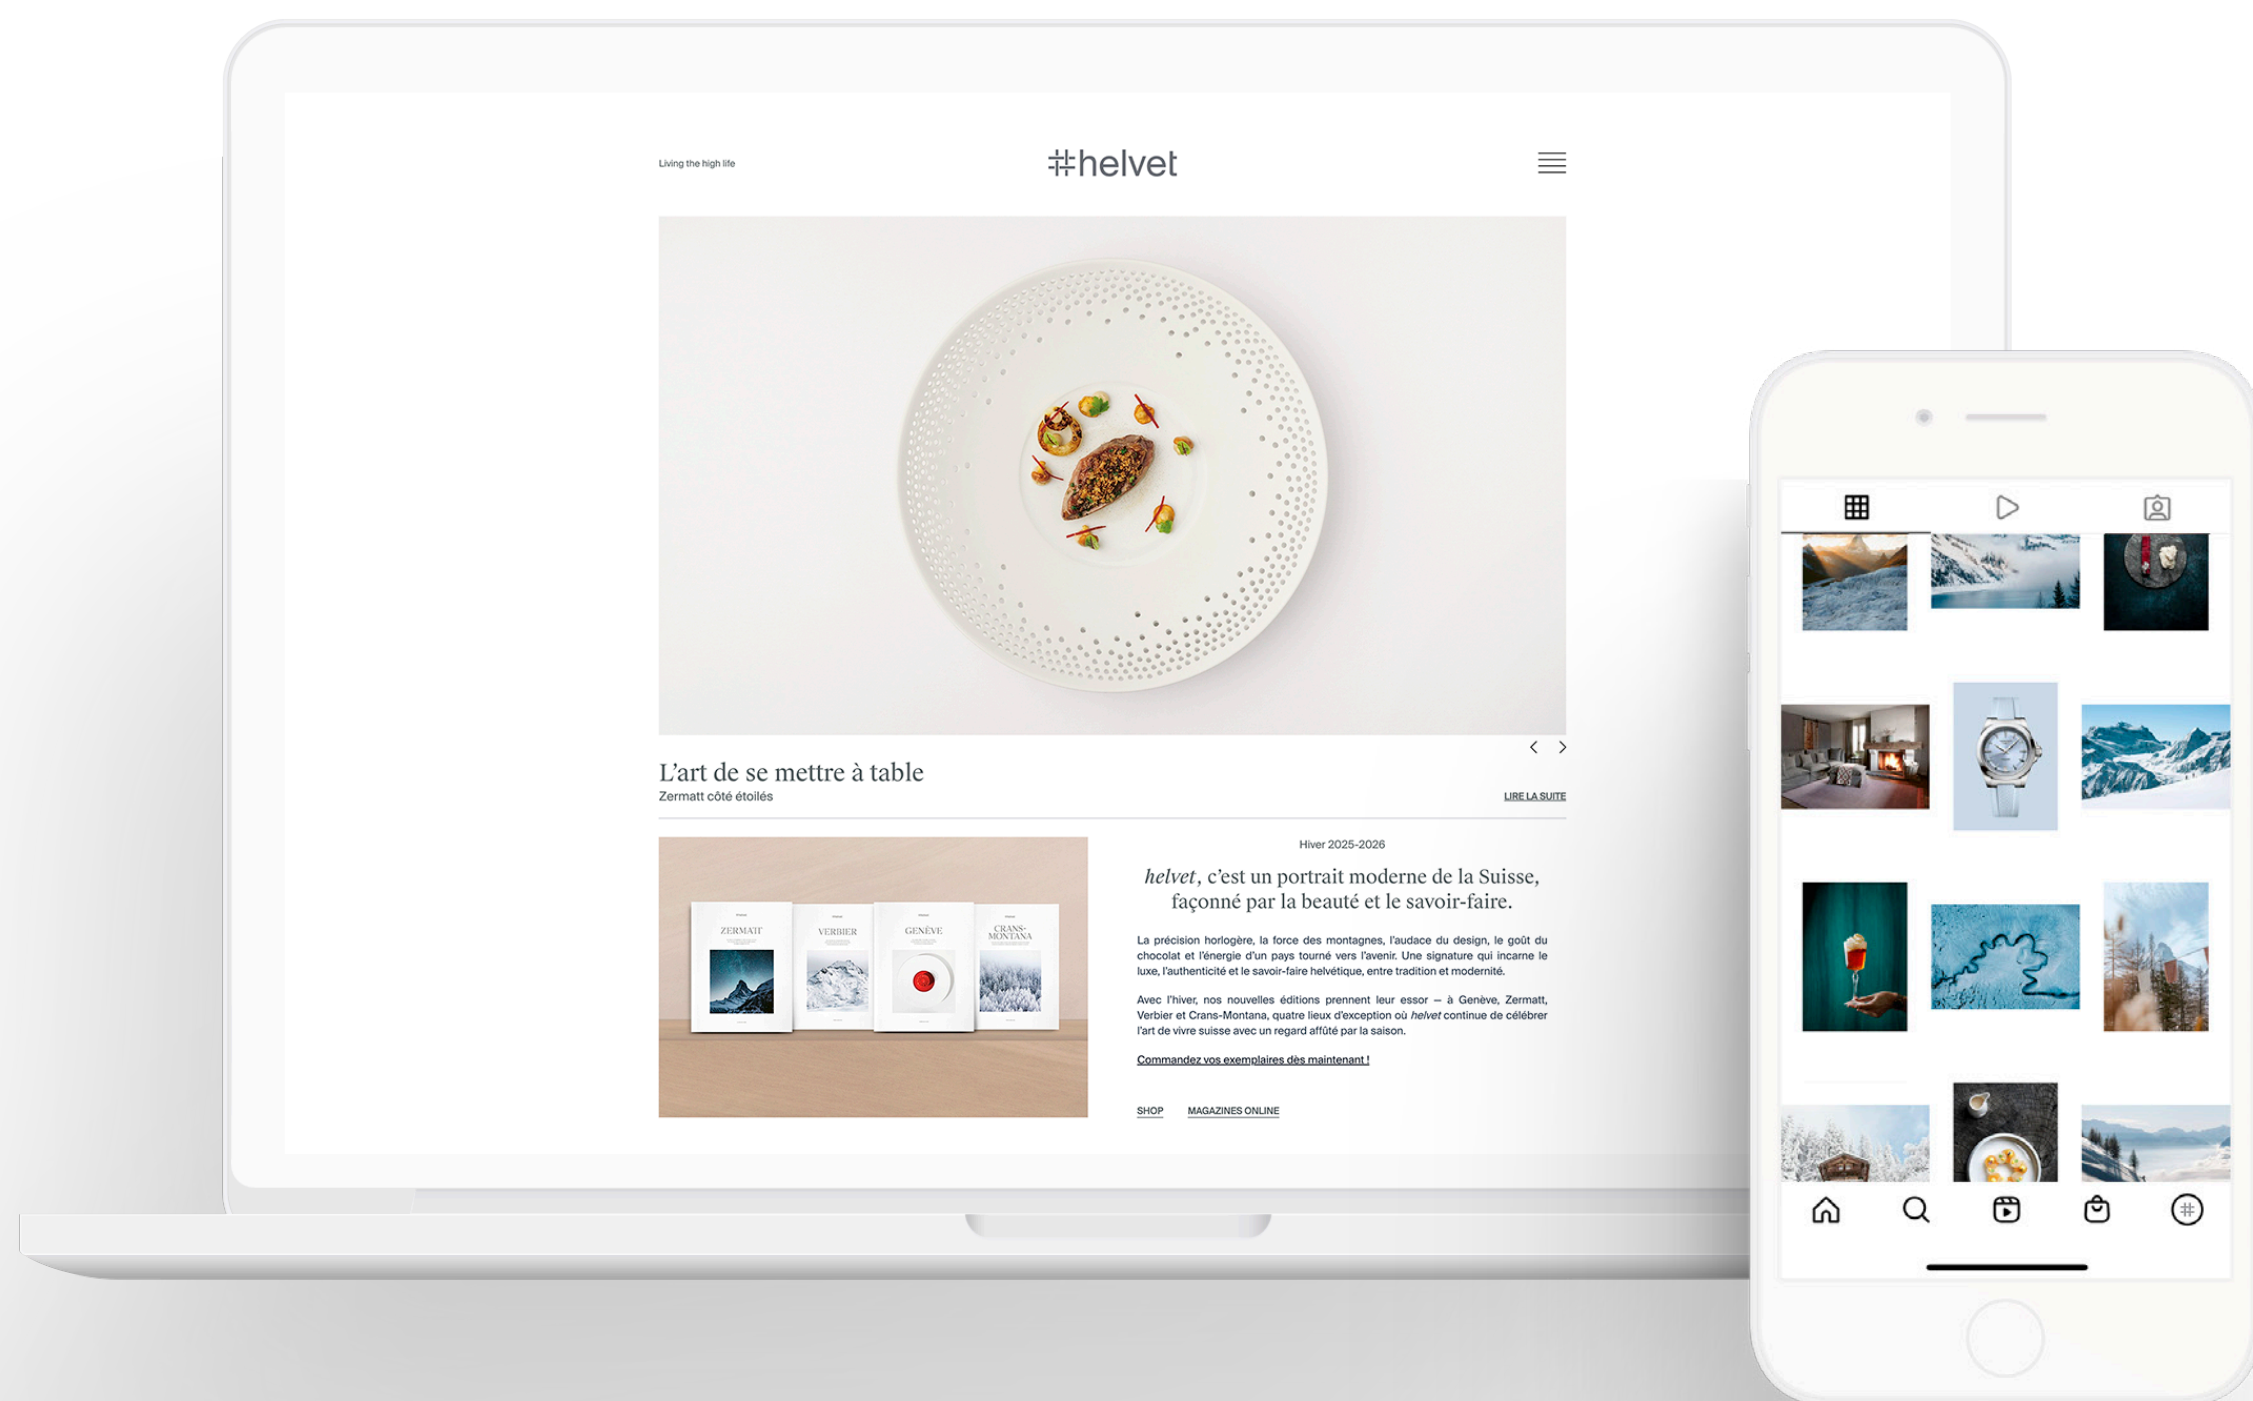 Living the high life
#helvet
L'art de se mettre à table
Zermatt côté étoilés
LIRE LA SUITE
ZERMATT
VERBIER
GENÈVE
CRANS-
MONTANA
Hiver 2025-2026
helvet, c'est un portrait moderne de la Suisse,
façonné par la beauté et le savoir-faire.
La précision horlogère, la force des montagnes, l'audace du design, le goût du
chocolat et l'énergie d'un pays tourné vers l'avenir. Une signature qui incarne le
luxe, l'authenticité et le savoir-faire helvétique, entre tradition et modernité.
Avec l'hiver, nos nouvelles éditions prennent leur essor — à Genève, Zermatt,
Verbier et Crans-Montana, quatre lieux d'exception où helvet continue de célébrer
l'art de vivre suisse avec un regard affûté par la saison.
Commandez vos exemplaires dès maintenant !
SHOP
MAGAZINES ONLINE